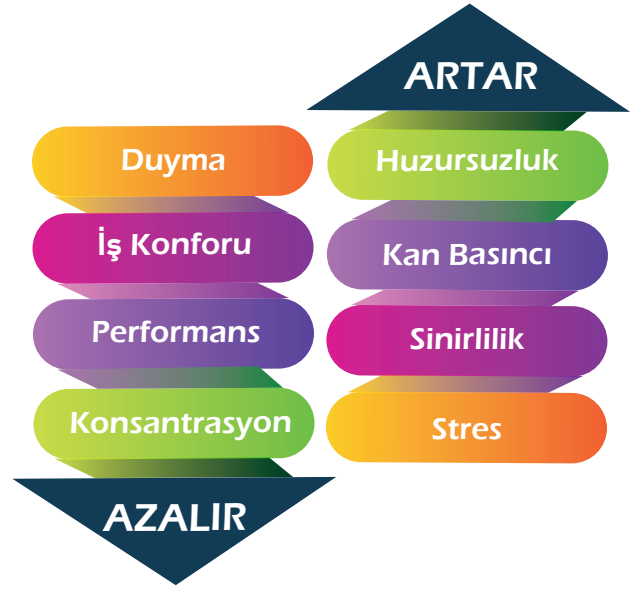 Duyma
İş Konforu
Performans
Konsantrasyon
AZALIR
ARTAR
Huzursuzluk
Kan Basıncı
Sinirlilik
Stres